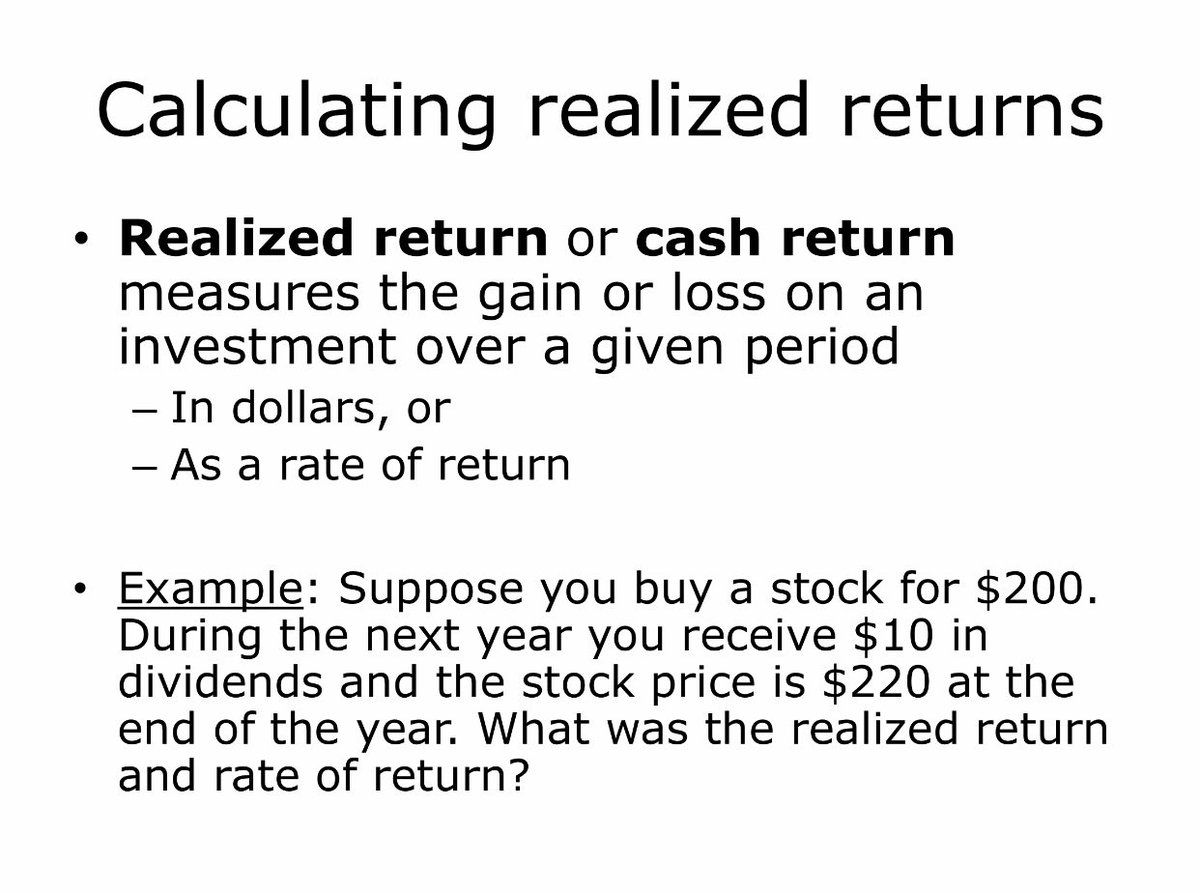 Calculating realized returns
• Realized return or cash return
measures the gain or loss on an
investment over a given period
– In dollars, or
– As a rate of return
• Example: Suppose you buy a stock for $200.
During the next year you receive $10 in
dividends and the stock price is $220 at the
end of the year. What was the realized return
and rate of return?